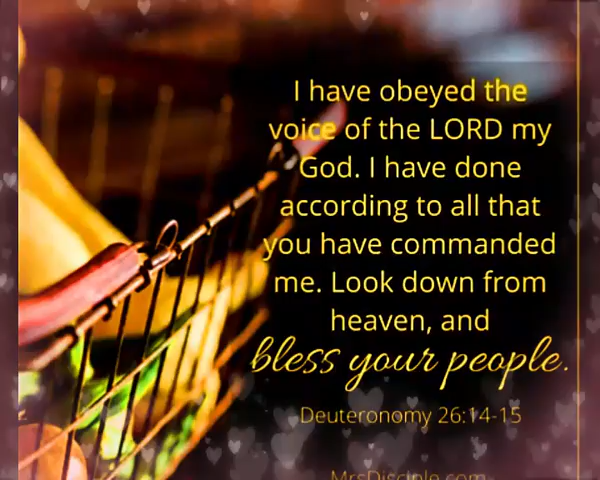 I have obeyed the
voice of the LORD my
God. I have done
according to all that
you have commanded
me. Look down from
heaven, and
bless your people.
Deuteronomy 26:14-15
MrsDisciple.com